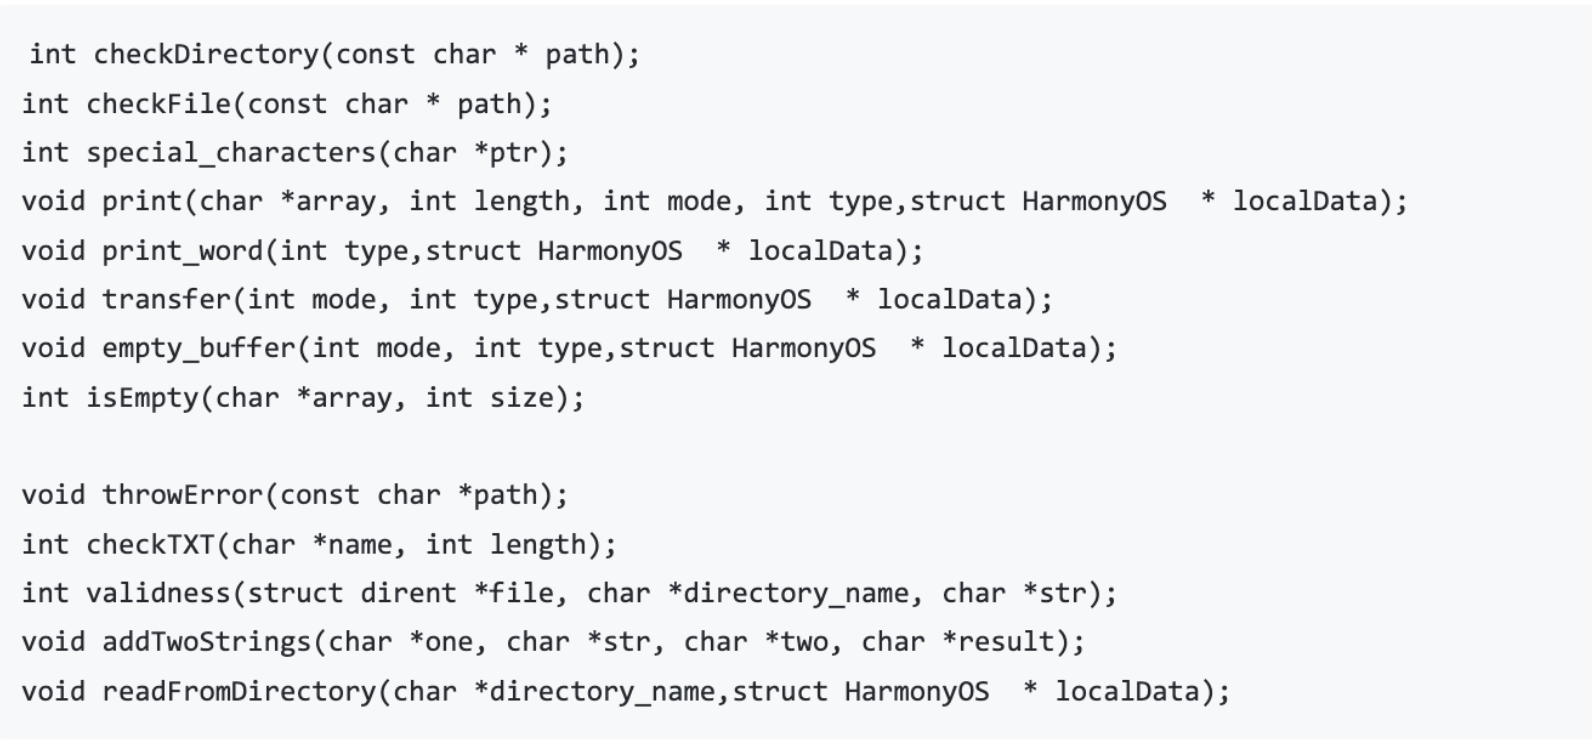 int checkDirectory(const char * path);
int checkFile(const char * path);
int special_characters(char *ptr);
void print(char *array, int length, int mode, int type,struct HarmonyOS  * localData);
void print_word(int type,struct HarmonyOS  * localData);
void transfer(int mode, int type,struct HarmonyOS  * localData);
void empty_buffer(int mode, int type,struct HarmonyOS  * localData);
int isEmpty(char *array, int size);

void throwError(const char *path);
int checkTXT(char *name, int length);
int validness(struct dirent *file, char *directory_name, char *str);
void addTwoStrings(char *one, char *str, char *two, char *result);
void readFromDirectory(char *directory_name,struct HarmonyOS  * localData);